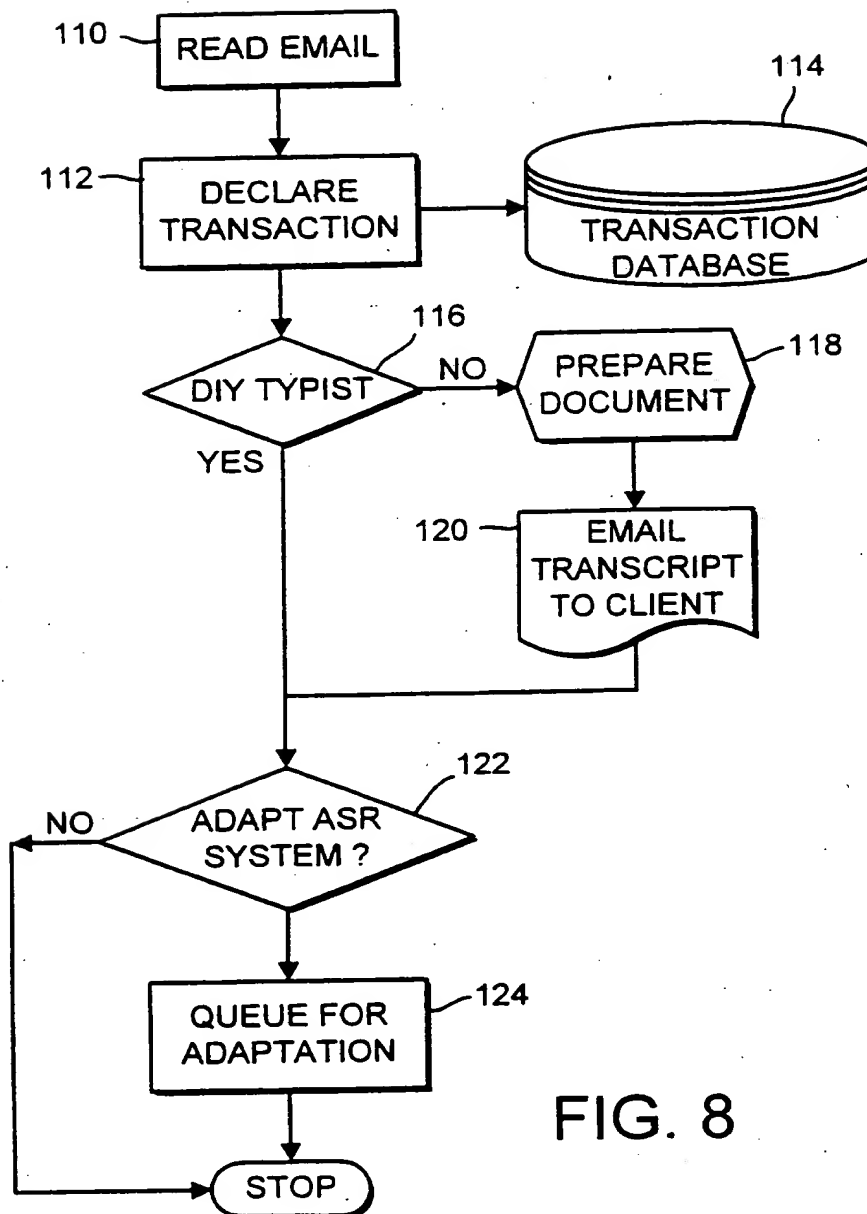 110
READ EMAIL
114
112
DECLARE
TRANSACTION
TRANSACTION
DATABASE
116
DIY TYPIST
NO
118
PREPARE
DOCUMENT
YES
120
EMAIL
TRANSCRIPT
TO CLIENT
122
NO
ADAPT ASR
SYSTEM ?
124
QUEUE FOR
ADAPTATION
STOP
FIG. 8